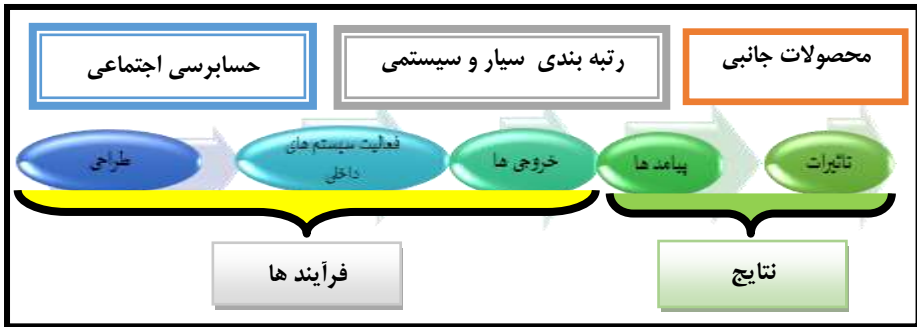 حسابرسی اجتماعی
رتبه بندی سیار و سیستمی
محصولات جانبی
طراحی
فعالیت سیستم های
داخلی
خروجی ها
پیامد ها
تاثیرات
فرآیند ها
نتایج